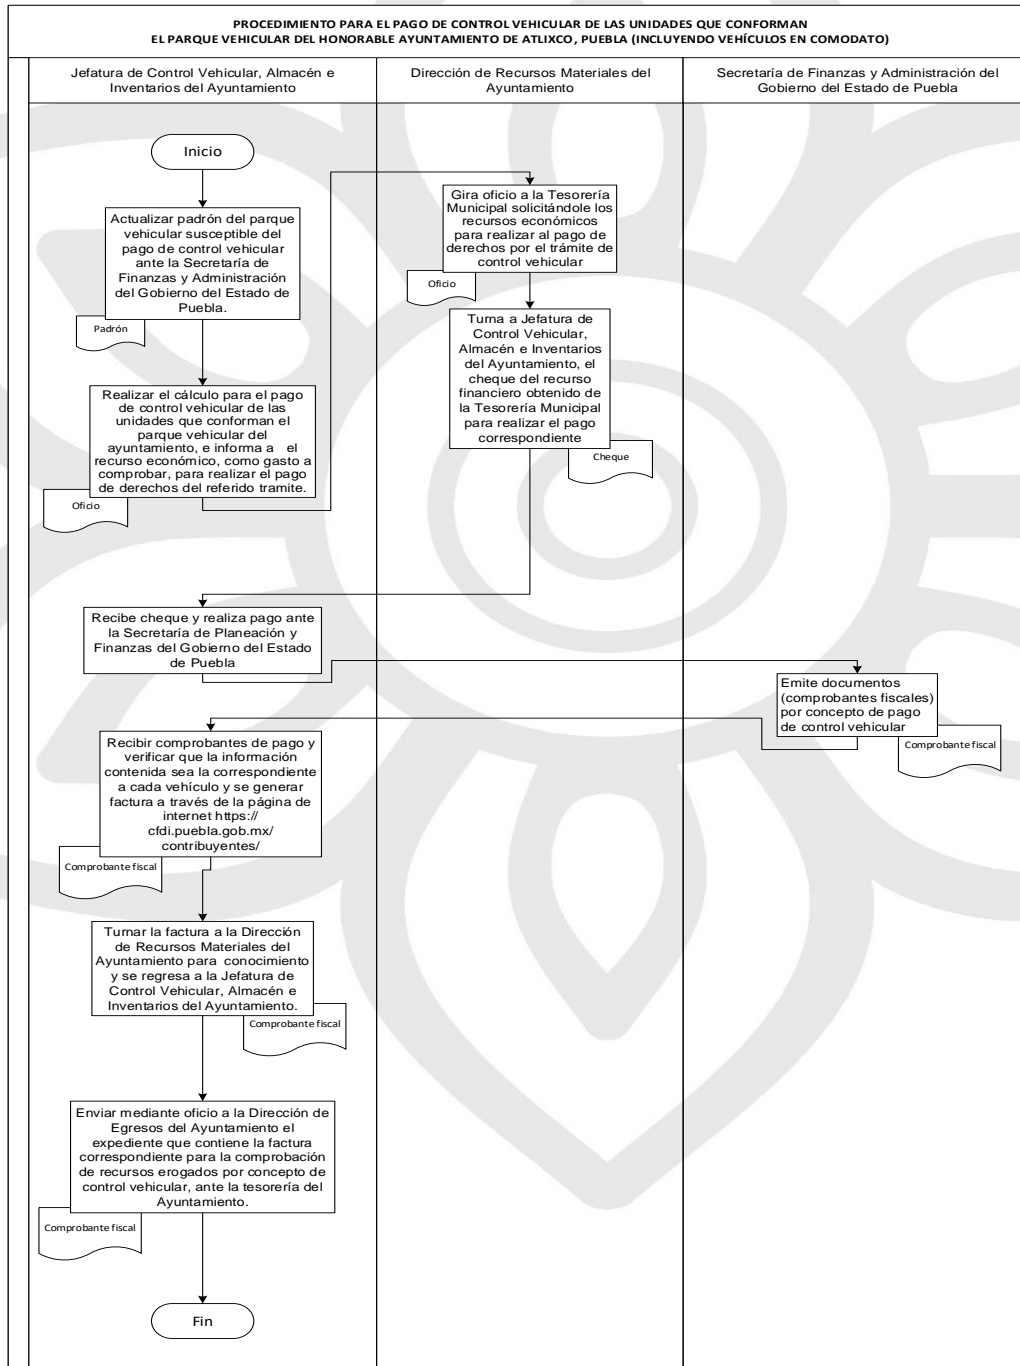 PROCEDIMIENTO PARA EL PAGO DE CONTROL VEHICULAR DE LAS UNIDADES QUE CONFORMAN
EL PARQUE VEHICULAR DEL HONORABLE AYUNTAMIENTO DE ATLIXCO, PUEBLA (INCLUYENDO VEHÍCULOS EN COMODATO)
Jefatura de Control Vehicular, Almacén e
Inventarios del Ayuntamiento
Dirección de Recursos Materiales del
Ayuntamiento
Secretaría de Finanzas y Administración del
Gobierno del Estado de Puebla
Inicio
Actualizar padrón del parque
vehicular susceptible del
pago de control vehicular
ante la Secretaría de
Finanzas y Administración
del Gobierno del Estado de
Puebla.
Padrón
Realizar el cálculo para el pago
de control vehicular de las
unidades que conforman el
parque vehicular del
ayuntamiento, e informa a el
recurso económico, como gasto a
comprobar, para realizar el pago
de derechos del referido tramite.
Oficio
Gira oficio a la Tesorería
Municipal solicitándole los
recursos económicos
para realizar al pago de
derechos por el trámite de
control vehicular
Oficio
Turna a Jefatura de
Control Vehicular,
Almacén e Inventarios
del Ayuntamiento, el
cheque del recurso
financiero obtenido de
la Tesorería Municipal
para realizar el pago
correspondiente
Cheque
Recibe cheque y realiza pago ante
la Secretaría de Planeación y
Finanzas del Gobierno del Estado
de Puebla
Emite documentos
(comprobantes fiscales)
por concepto de pago
de control vehicular
Comprobante fiscal
Recibir comprobantes de pago y
verificar que la información
contenida sea la correspondiente
a cada vehículo y se generar
factura a través de la página de
internet https://
cfdi.puebla.gob.mx/
contribuyentes/
Comprobante fiscal
Turnar la factura a la Dirección
de Recursos Materiales del
Ayuntamiento para conocimiento
y se regresa a la Jefatura de
Control Vehicular, Almacén e
Inventarios del Ayuntamiento.
Comprobante fiscal
Enviar mediante oficio a la Dirección de
Egresos del Ayuntamiento el
expediente que contiene la factura
correspondiente para la comprobación
de recursos erogados por concepto de
control vehicular, ante la tesorería del
Ayuntamiento.
Comprobante fiscal
Fin